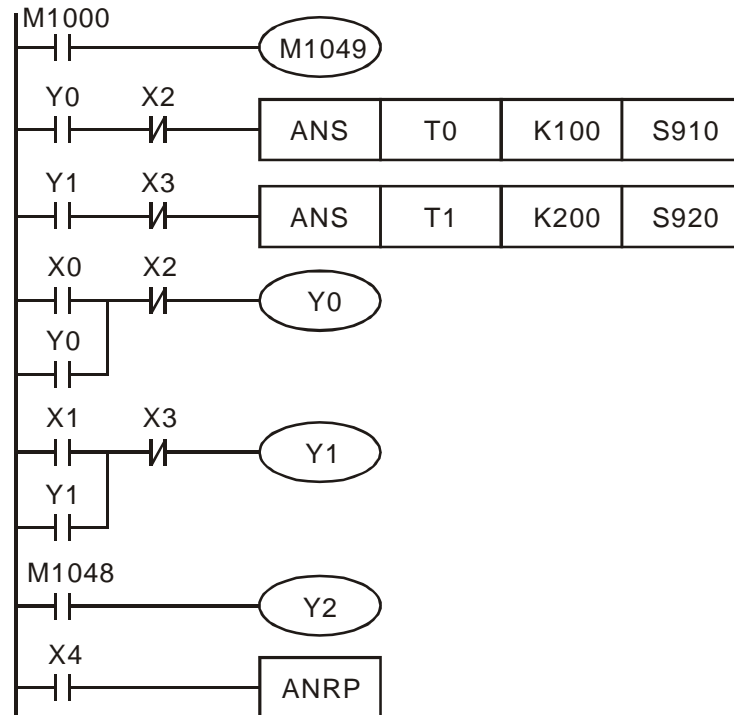 M1000
M1049
Y0 X2
ANS T0 K100 S910
Y1 X3
ANS T1 K200 S920
X0 X2
Y0
Y0
X1 X3
Y1
Y1
M1048
Y2
X4
ANRP